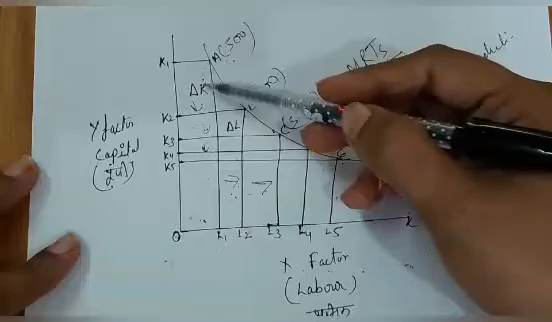 A(500)
MRTS
K1
ΔK
K2
ΔL
K3
K4
K5
Y factor
Capital
(पूंजी)
O
L1 L2 L3 L4 L5
X
X Factor
(Labour)